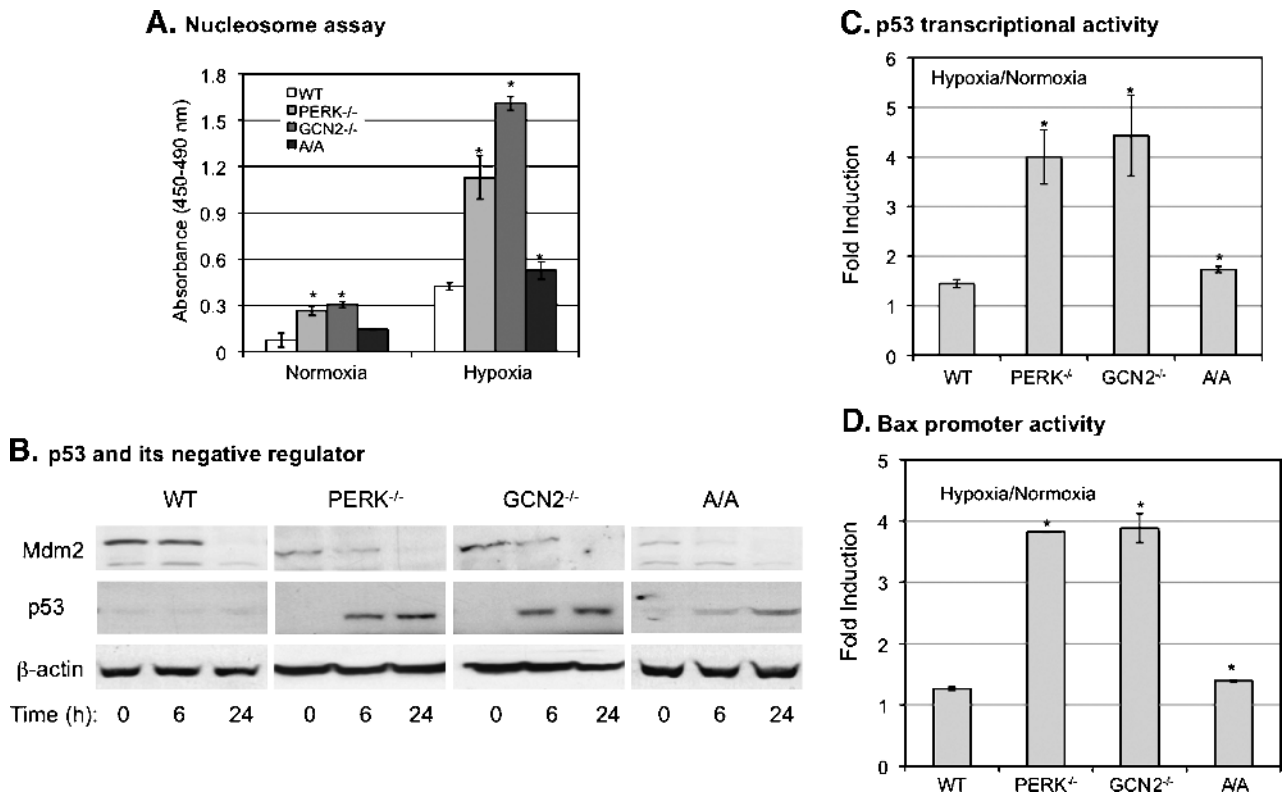 A. Nucleosome assay
Absorbance (450-490 nm)
1.8
1.5
1.2
0.9
0.6
0.3
0
WT
PERK-/-
GCN2-/-
A/A
*
*
*
*
*
Normoxia Hypoxia
B. p53 and its negative regulator
WT PERK-/- GCN2-/- A/A
Mdm2
p53
β-actin
Time (h): 0 6 24 0 6 24 0 6 24 0 6 24
C. p53 transcriptional activity
Hypoxia/Normoxia
Fold Induction
6
5
4
3
2
1
0
*
*
*
WT PERK-/- GCN2-/- A/A
D. Bax promoter activity
Hypoxia/Normoxia
Fold Induction
5
4
3
2
1
0
*
*
*
WT PERK-/- GCN2-/- A/A